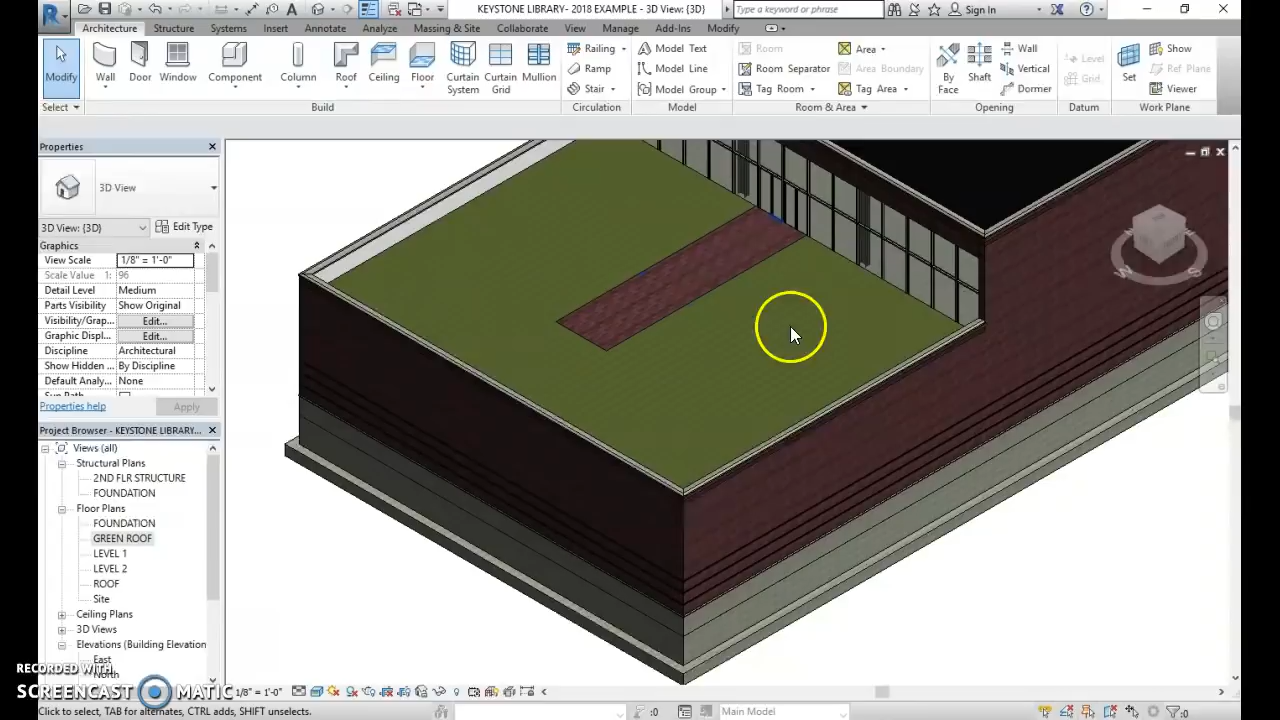 KEYSTONE LIBRARY- 2018 EXAMPLE - 3D View: {3D}
Type a keyword or phrase
Sign In
Architecture Structure Systems Insert Annotate Analyze Massing & Site Collaborate View Manage Add-Ins Modify
Modify Wall Door Window Component Column Roof Ceiling Floor Curtain System Curtain Grid Mullion
Railing Ramp Stair
Model Text Model Line Model Group
Room Room Separator Tag Room
Area Area Boundary Tag Area
By Face Shaft Wall Vertical Dormer
Level Grid
Set Show Ref Plane Viewer
Select Build Circulation Model Room & Area Opening Datum Work Plane
Properties
3D View
3D View: {3D} Edit Type
Graphics
View Scale 1/8" = 1'-0"
Scale Value 1: 96
Detail Level Medium
Parts Visibility Show Original
Visibility/Grap... Edit...
Graphic Displ... Edit...
Discipline Architectural
Show Hidden ... By Discipline
Default Analy... None
Properties help Apply
Project Browser - KEYSTONE LIBRARY...
Views (all)
Structural Plans
2ND FLR STRUCTURE
FOUNDATION
Floor Plans
FOUNDATION
GREEN ROOF
LEVEL 1
LEVEL 2
ROOF
Site
Ceiling Plans
3D Views
Elevations (Building Elevation
East
North
W S
RECORDED WITH
SCREENCAST MATIC
1/8" = 1'-0"
Click to select, TAB for alternates, CTRL adds, SHIFT unselects.
:0
Main Model
:0